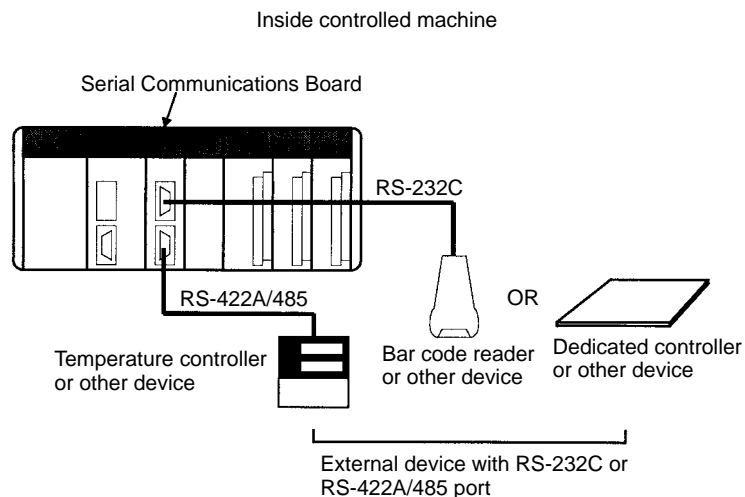 Inside controlled machine
Serial Communications Board
RS-232C
RS-422A/485
OR
Temperature controller
or other device
Bar code reader
or other device
Dedicated controller
or other device
External device with RS-232C or
RS-422A/485 port